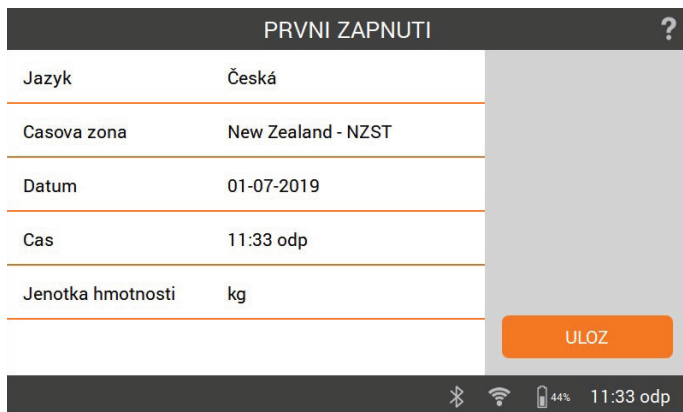 PRVNI ZAPNUTI ?
Jazyk Česká
Casova zona New Zealand - NZST
Datum 01-07-2019
Cas 11:33 odp
Jenotka hmotnosti kg
ULOZ
44% 11:33 odp